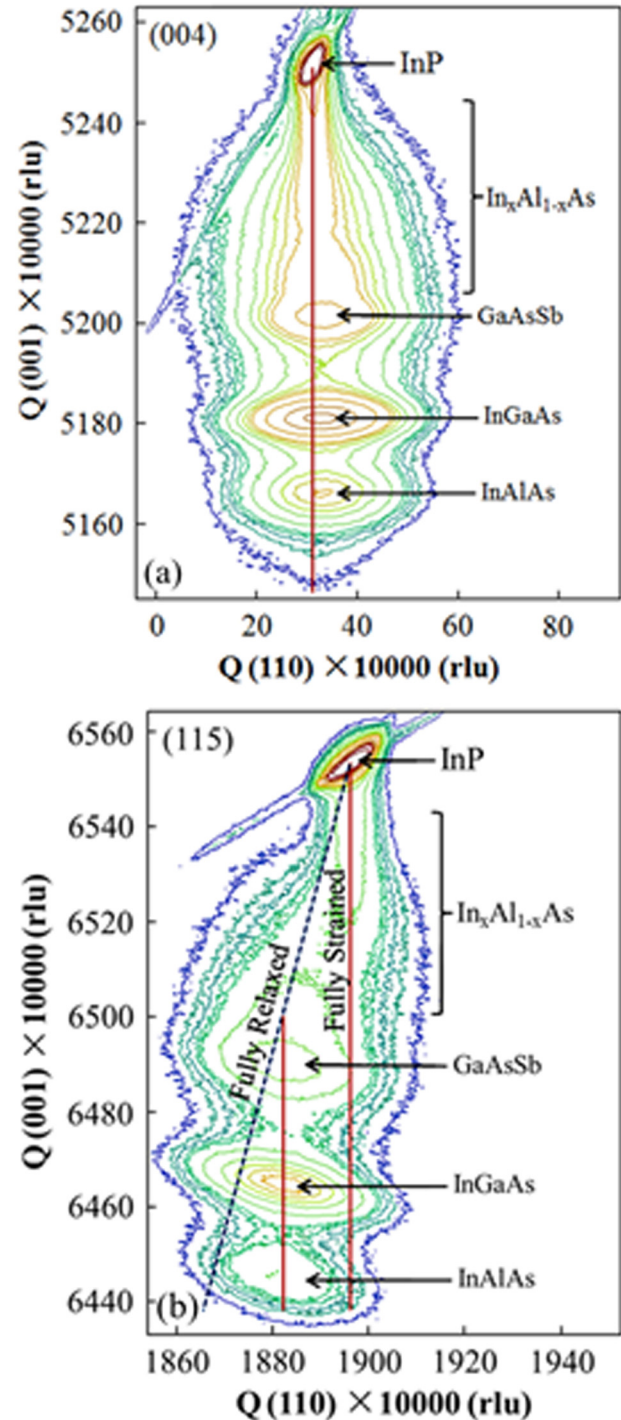 (004)
5260
InP
5240
InₓAl₁₋ₓAs
5220
GaAsSb
5200
InGaAs
5180
InAlAs
5160
Q (001) ×10000 (rlu)
(a)
0 20 40 60 80
Q (110) ×10000 (rlu)
(115)
6560
InP
6540
InₓAl₁₋ₓAs
6520
Fully Strained
Fully Relaxed
6500
GaAsSb
6480
InGaAs
6460
InAlAs
6440
Q (001) ×10000 (rlu)
(b)
1860 1880 1900 1920 1940
Q (110) ×10000 (rlu)